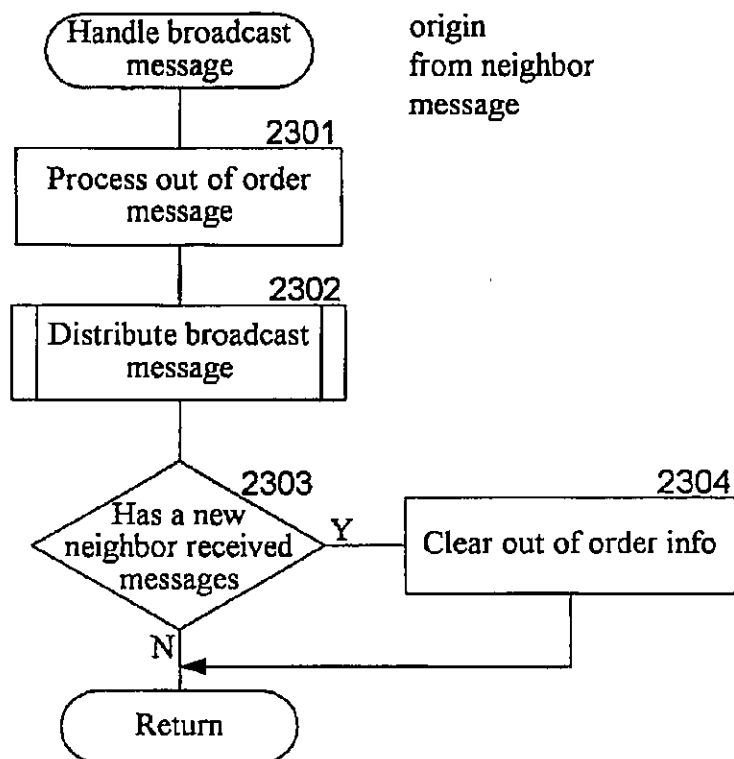 Handle broadcast
message
origin
from neighbor
message
2301
Process out of order
message
2302
Distribute broadcast
message
2303
Has a new
neighbor received
messages
Y
2304
Clear out of order info
N
Return